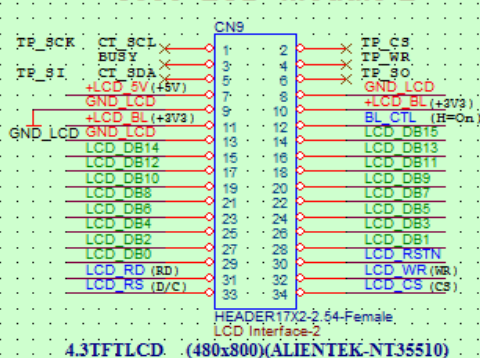 CN9
TP_SCK CT_SCL 1 2 TP_CS
BUSY 3 4 TP_WR
TP_SI CT_SDA 5 6 TP_SO
+LCD_5V(+5V) 7 8 GND_LCD
GND_LCD 9 10 +LCD_BL(+3V3)
+LCD_BL(+3V3) 11 12 BL_CTL (H=On)
GND_LCD GND_LCD 13 14 LCD_DB15
LCD_DB14 15 16 LCD_DB13
LCD_DB12 17 18 LCD_DB11
LCD_DB10 19 20 LCD_DB9
LCD_DB8 21 22 LCD_DB7
LCD_DB6 23 24 LCD_DB5
LCD_DB4 25 26 LCD_DB3
LCD_DB2 27 28 LCD_DB1
LCD_DB0 29 30 LCD_RSTN
LCD_RD (RD) 31 32 LCD_WR(WR)
LCD_RS (D/C) 33 34 LCD_CS (CS)
HEADER17X2-2.54-Female
LCD Interface-2
4.3TFTLCD (480x800)(ALIENTEK-NT35510)